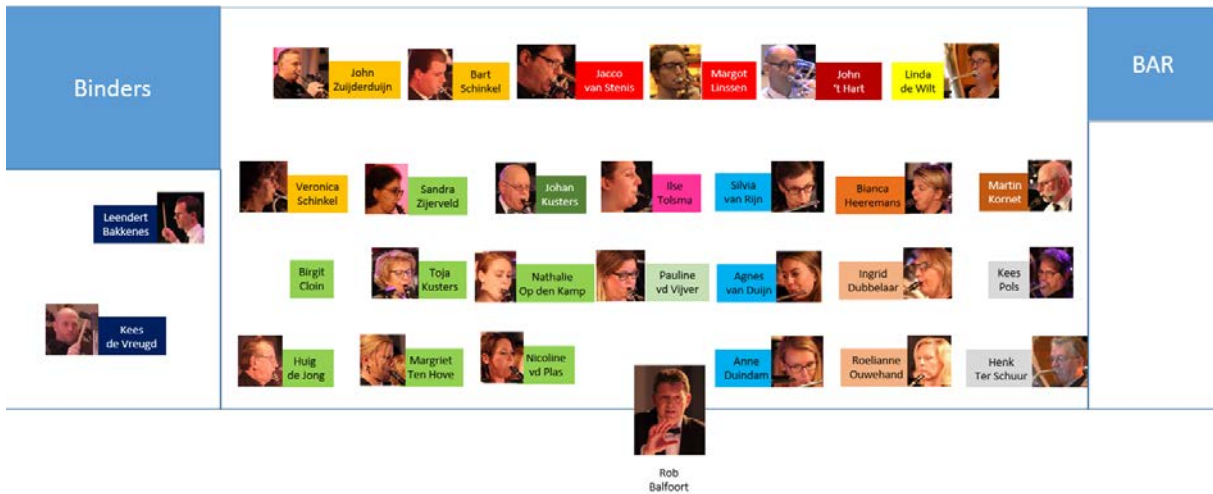 Binders
BAR
John
Zuijderduijn
Bart
Schinkel
Jacco
van Stenis
Margot
Linssen
John
't Hart
Linda
de Wilt
Veronica
Schinkel
Sandra
Zijerveld
Johan
Kusters
Ilse
Tolsma
Silvia
van Rijn
Bianca
Heeremans
Martin
Kornet
Leendert
Bakkenes
Birgit
Cloin
Toja
Kusters
Nathalie
Op den Kamp
Pauline
vd Vijver
Agnes
van Duijn
Ingrid
Dubbelaar
Kees
Pols
Kees
de Vreugd
Huig
de Jong
Margriet
Ten Hove
Nicoline
vd Plas
Anne
Duindam
Roelianne
Ouwehand
Henk
Ter Schuur
Rob
Balfoort